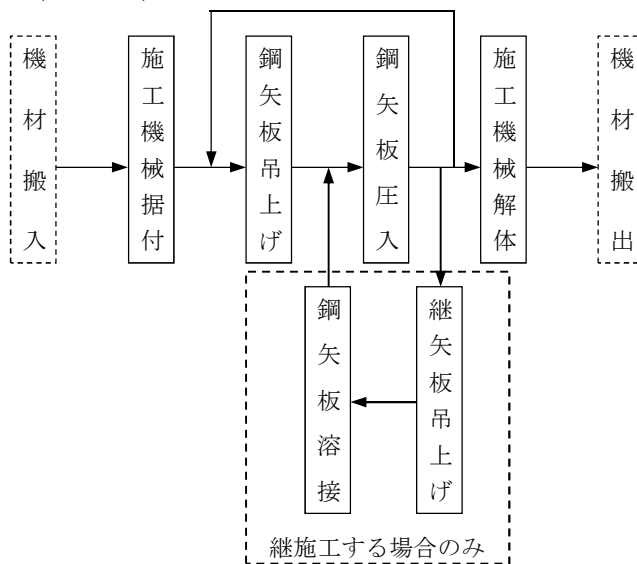 機材搬入
施工機械据付
鋼矢板吊上げ
鋼矢板圧入
施工機械解体
機材搬出
鋼矢板溶接
継矢板吊上げ
継施工する場合のみ